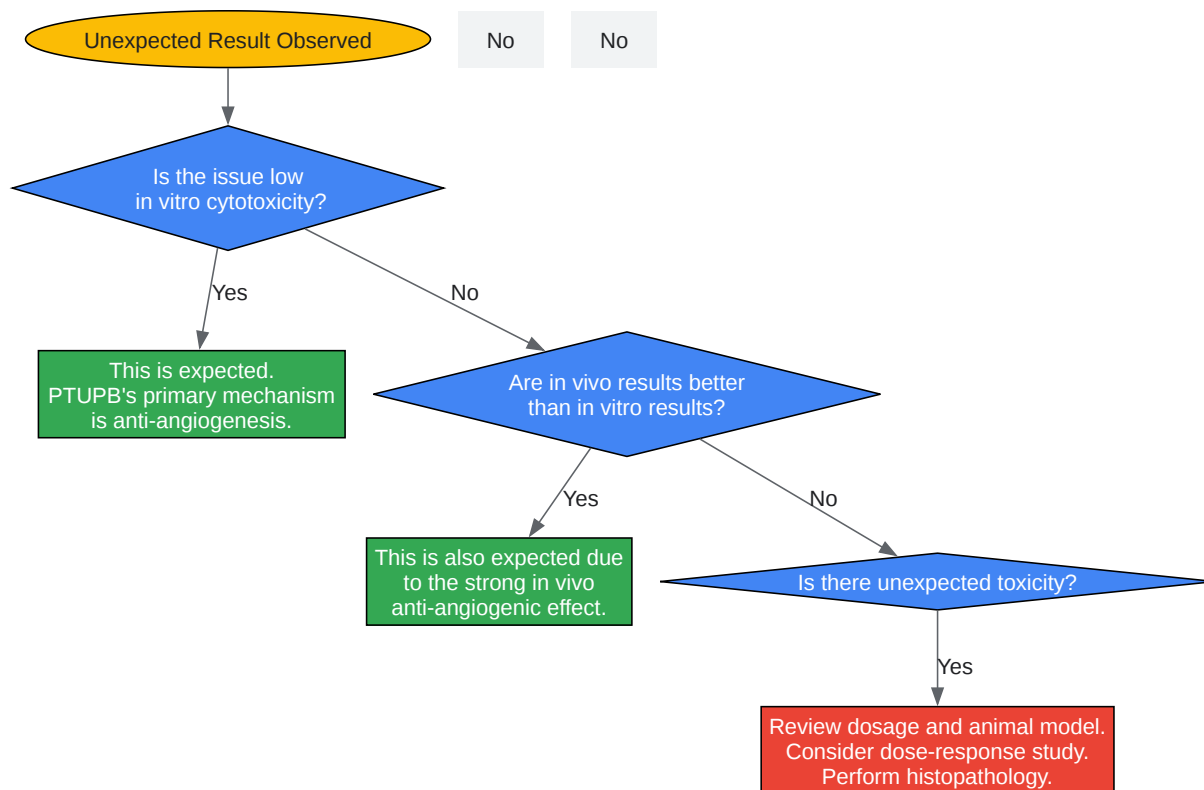 Unexpected Result Observed
No
No
Is the issue low
in vitro cytotoxicity?
Yes
No
This is expected.
PTUPB's primary mechanism
is anti-angiogenesis.
Are in vivo results better
than in vitro results?
Yes
No
This is also expected due
to the strong in vivo
anti-angiogenic effect.
Is there unexpected toxicity?
Yes
Review dosage and animal model.
Consider dose-response study.
Perform histopathology.